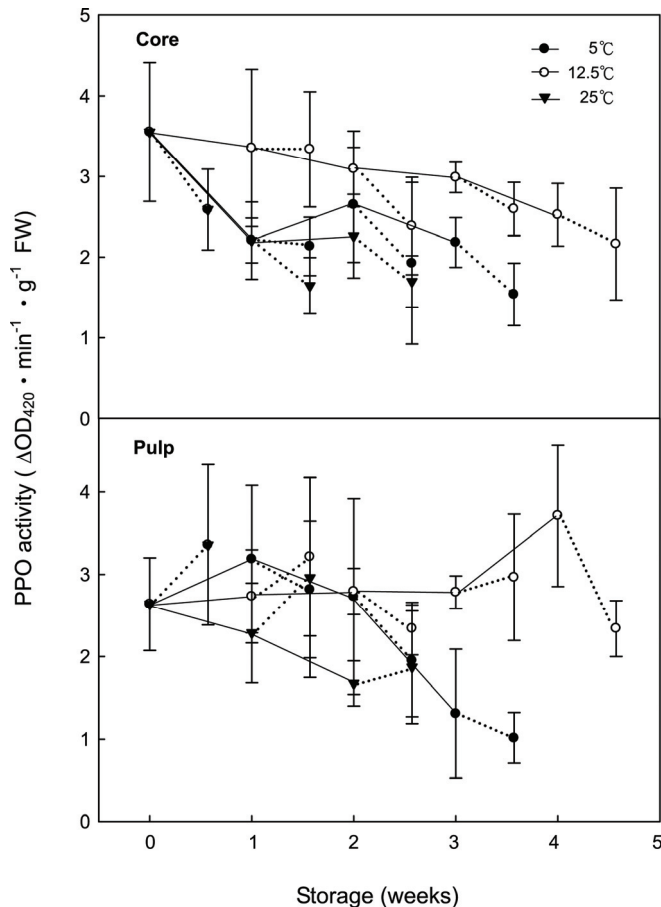 Core
5℃
12.5℃
25℃
5
4
3
2
1
0
Pulp
4
3
2
1
0
PPO activity ( ΔOD₄₂₀ • min⁻¹ • g⁻¹ FW)
0 1 2 3 4 5
Storage (weeks)